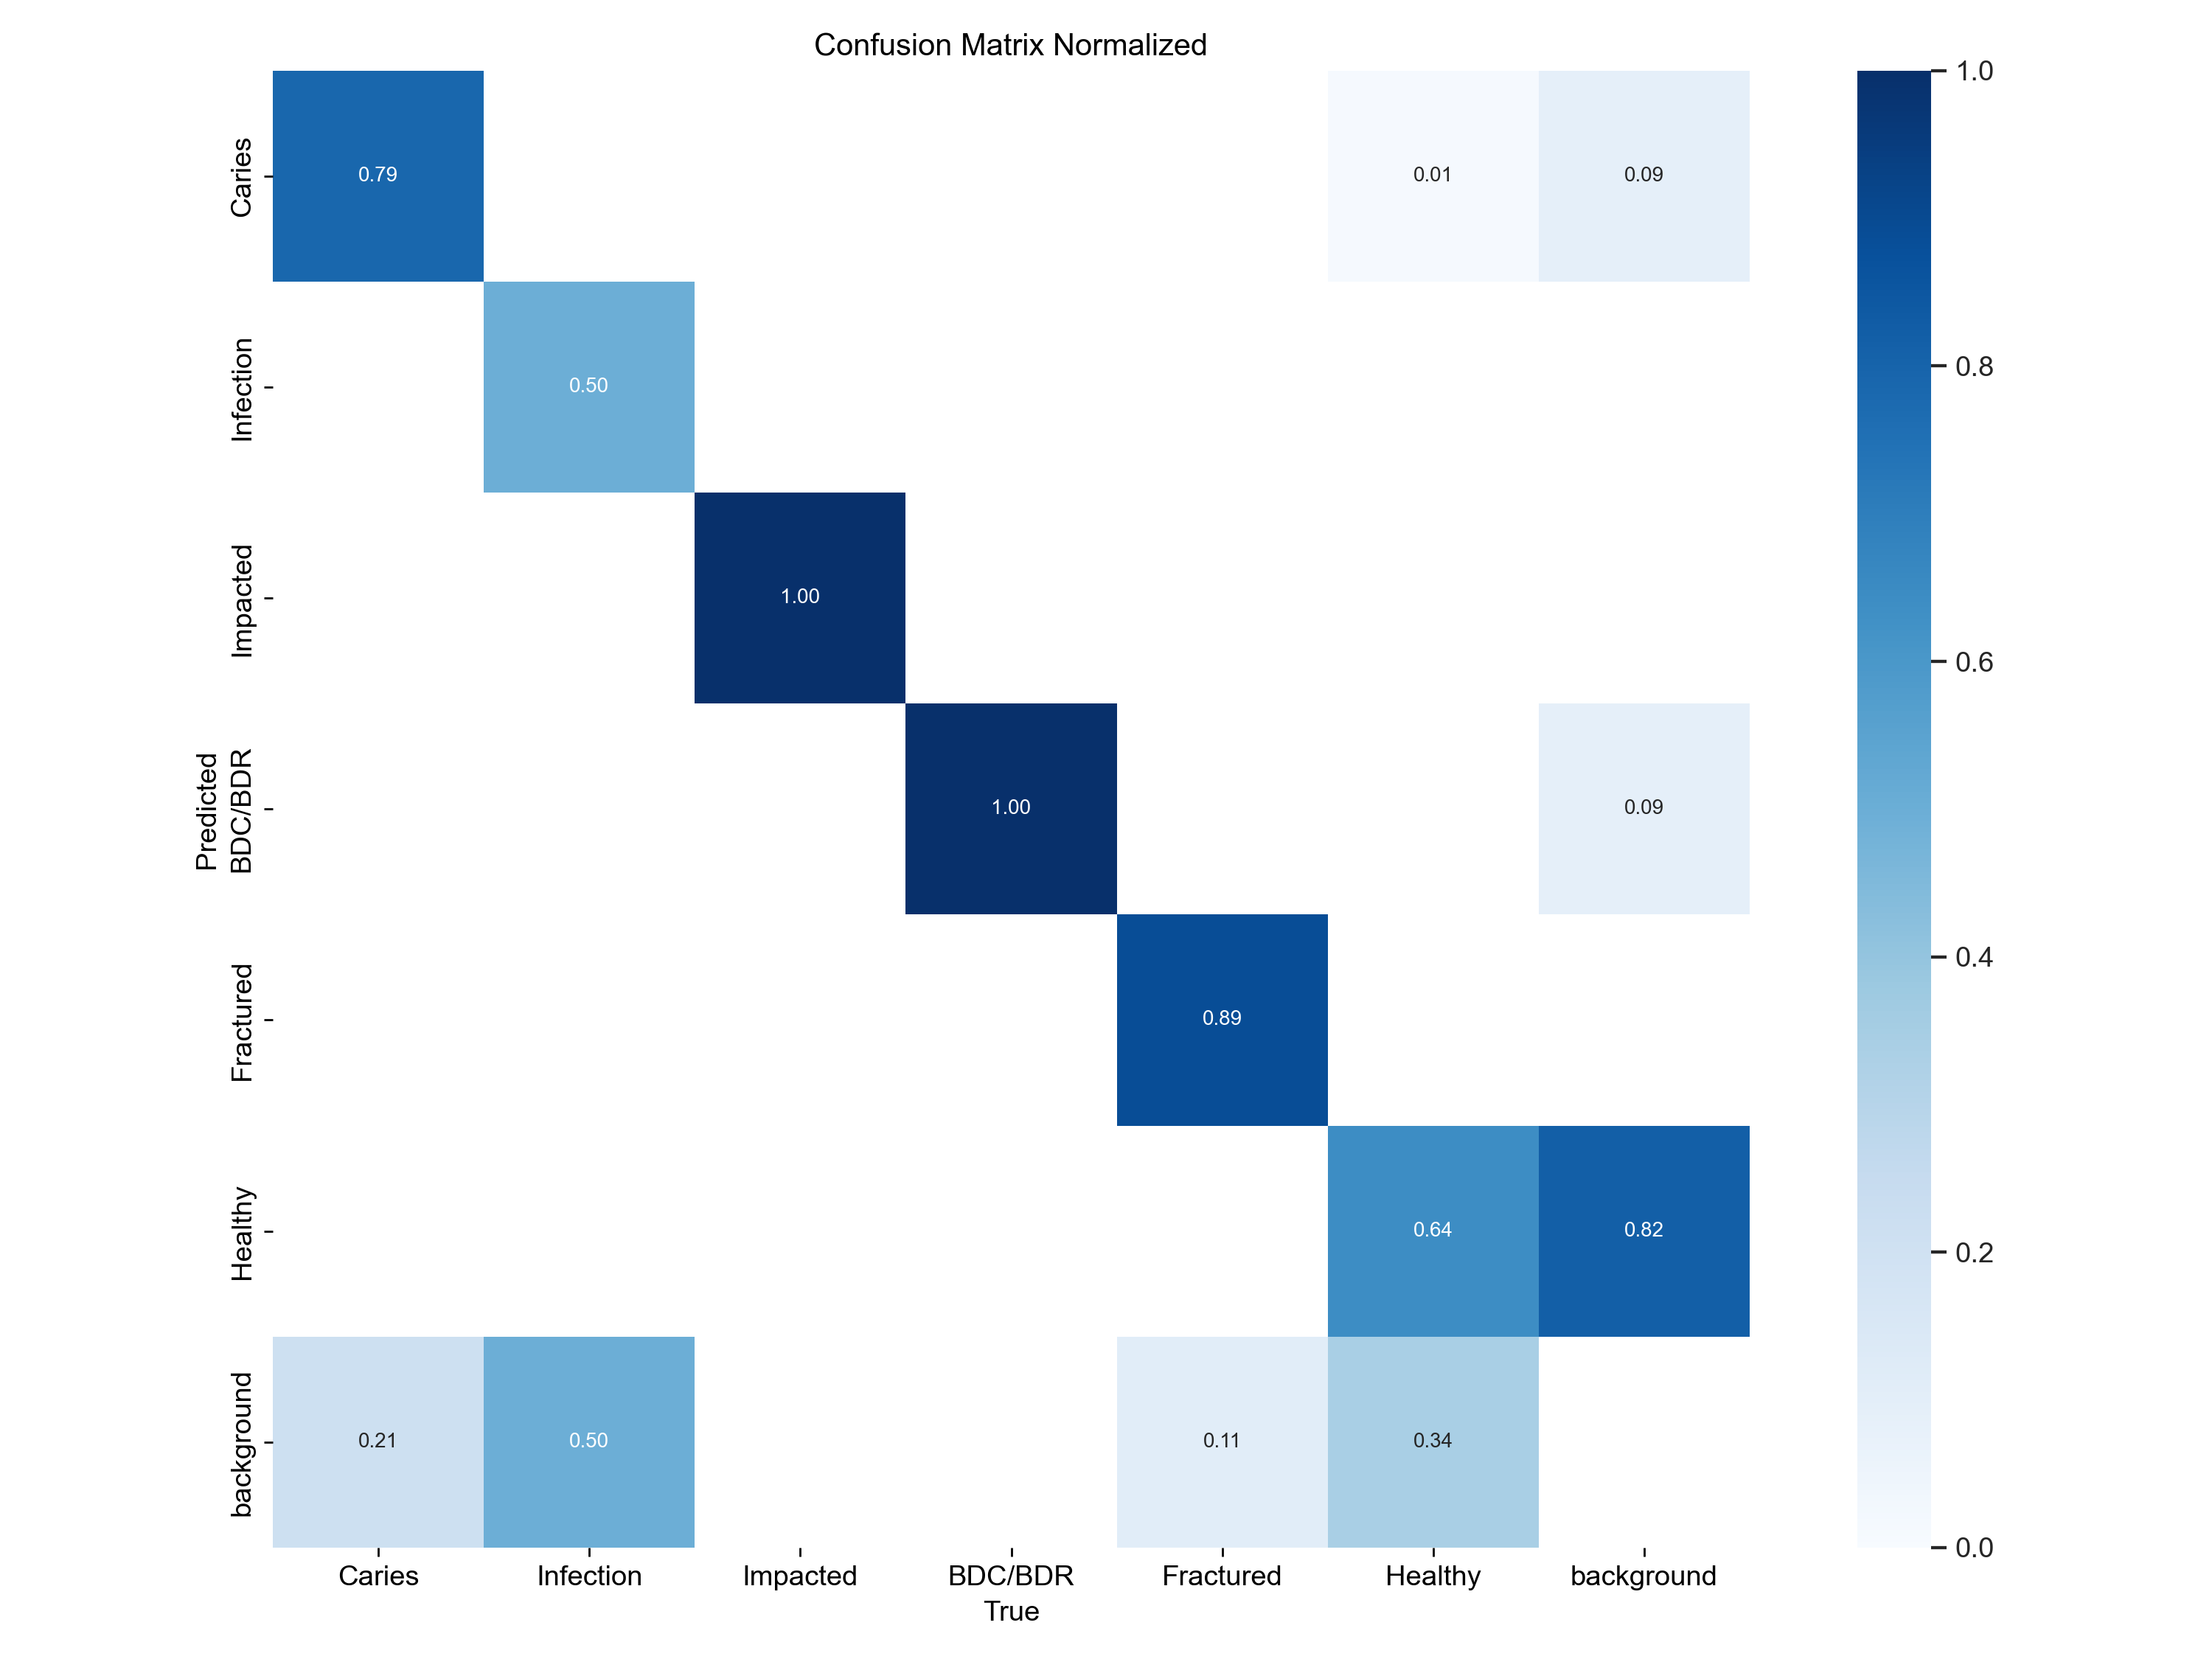 Confusion Matrix Normalized
Predicted
Caries
0.79
0.01
0.09
Infection
0.50
Impacted
1.00
BDC/BDR
1.00
0.09
Fractured
0.89
Healthy
0.64
0.82
background
0.21
0.50
0.11
0.34
Caries
Infection
Impacted
BDC/BDR
Fractured
Healthy
background
True
1.0
0.8
0.6
0.4
0.2
0.0